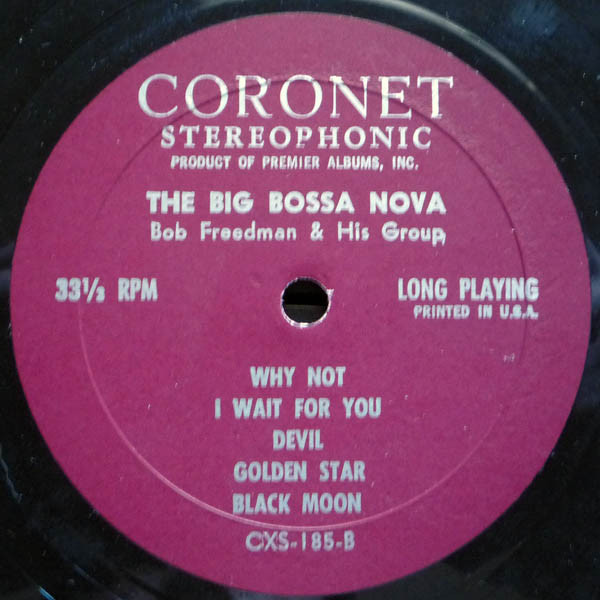 CORONET
STEREOPHONIC
PRODUCT OF PREMIER ALBUMS, INC.
THE BIG BOSSA NOVA
Bob Freedman & His Group
33⅓ RPM
LONG PLAYING
PRINTED IN U.S.A.
WHY NOT
I WAIT FOR YOU
DEVIL
GOLDEN STAR
BLACK MOON
CXS-185-B